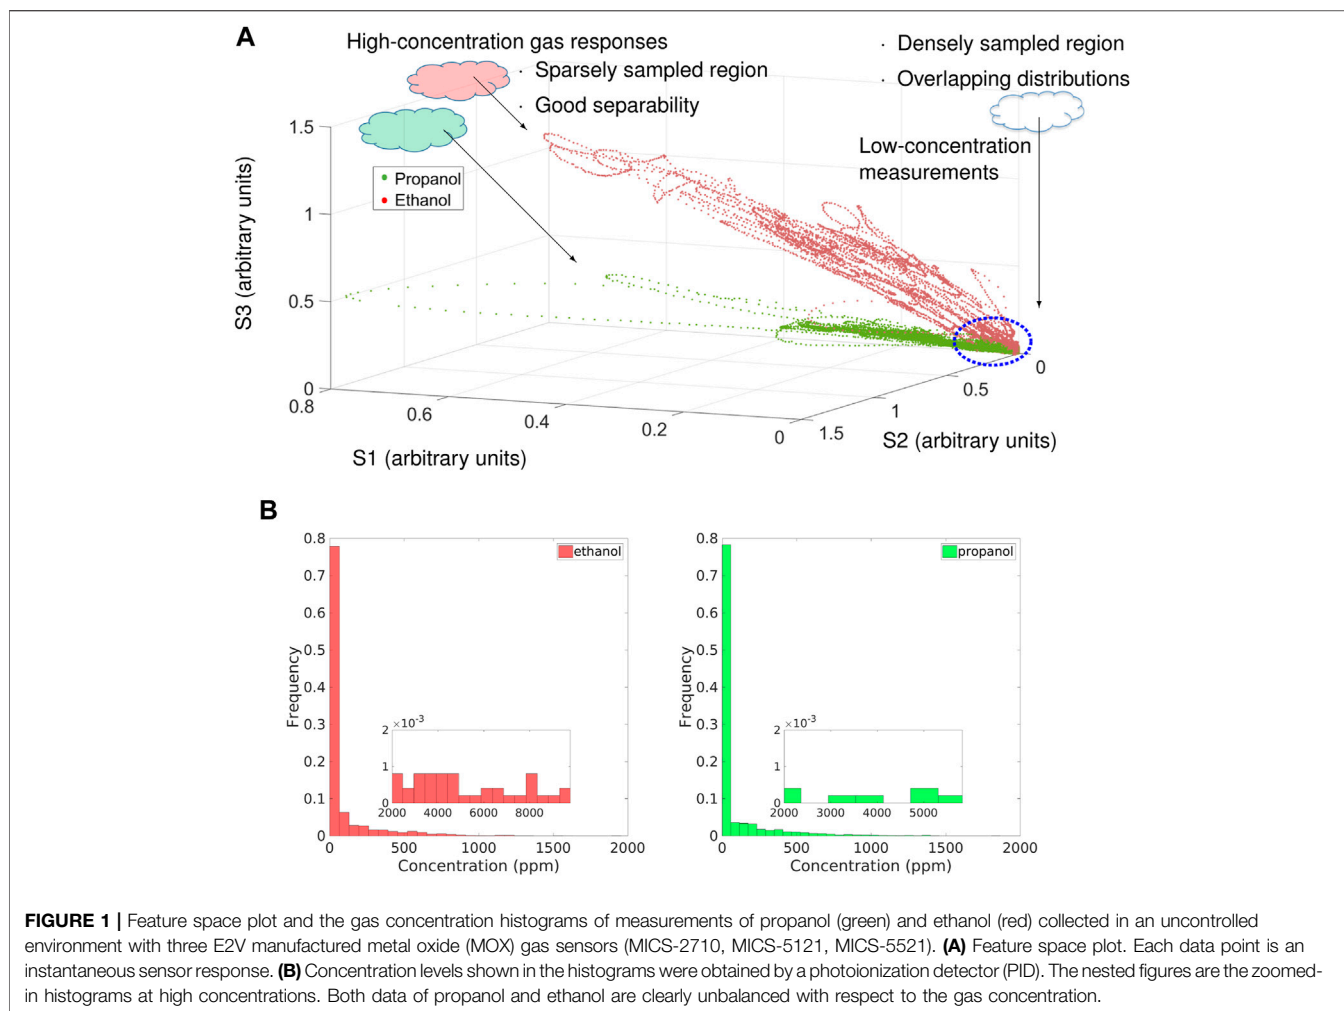 A
High-concentration gas responses
· Sparsely sampled region
· Good separability
· Densely sampled region
· Overlapping distributions
Low-concentration
measurements
Propanol
Ethanol
S3 (arbitrary units)
1.5
1
0.5
0
0.8
0.6
0.4
0.2
0
S1 (arbitrary units)
1.5
1
0.5
0
S2 (arbitrary units)
B
ethanol
Frequency
0.8
0.7
0.6
0.5
0.4
0.3
0.2
0.1
0
2 ×10⁻³
1
0
2000 4000 6000 8000
0 500 1000 1500 2000
Concentration (ppm)
propanol
Frequency
0.8
0.7
0.6
0.5
0.4
0.3
0.2
0.1
0
2 ×10⁻³
1
0
2000 3000 4000 5000
0 500 1000 1500 2000
Concentration (ppm)
FIGURE 1 | Feature space plot and the gas concentration histograms of measurements of propanol (green) and ethanol (red) collected in an uncontrolled
environment with three E2V manufactured metal oxide (MOX) gas sensors (MICS-2710, MICS-5121, MICS-5521). (A) Feature space plot. Each data point is an
instantaneous sensor response. (B) Concentration levels shown in the histograms were obtained by a photoionization detector (PID). The nested figures are the zoomed-
in histograms at high concentrations. Both data of propanol and ethanol are clearly unbalanced with respect to the gas concentration.